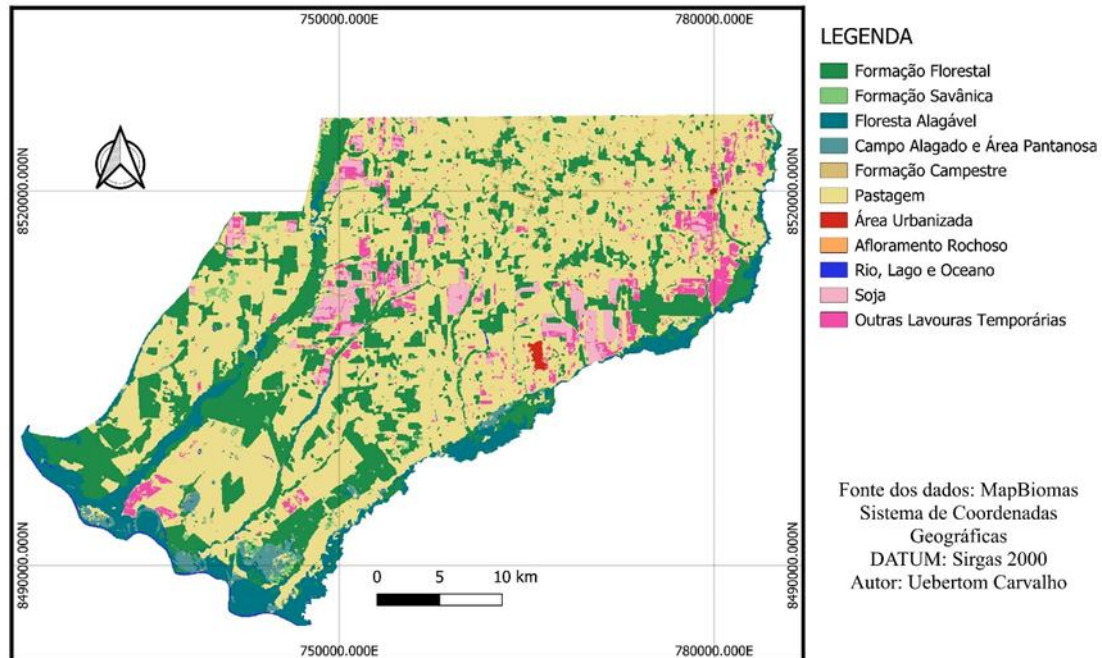 750000.000E 780000.000E
8520000.000N 8520000.000N
8490000.000N 8490000.000N
0 5 10 km
750000.000E 780000.000E
LEGENDA
Formação Florestal
Formação Savânica
Floresta Alagável
Campo Alagado e Área Pantanosa
Formação Campestre
Pastagem
Área Urbanizada
Afloramento Rochoso
Rio, Lago e Oceano
Soja
Outras Lavouras Temporárias
Fonte dos dados: MapBiomas
Sistema de Coordenadas
Geográficas
DATUM: Sirgas 2000
Autor: Uebertom Carvalho